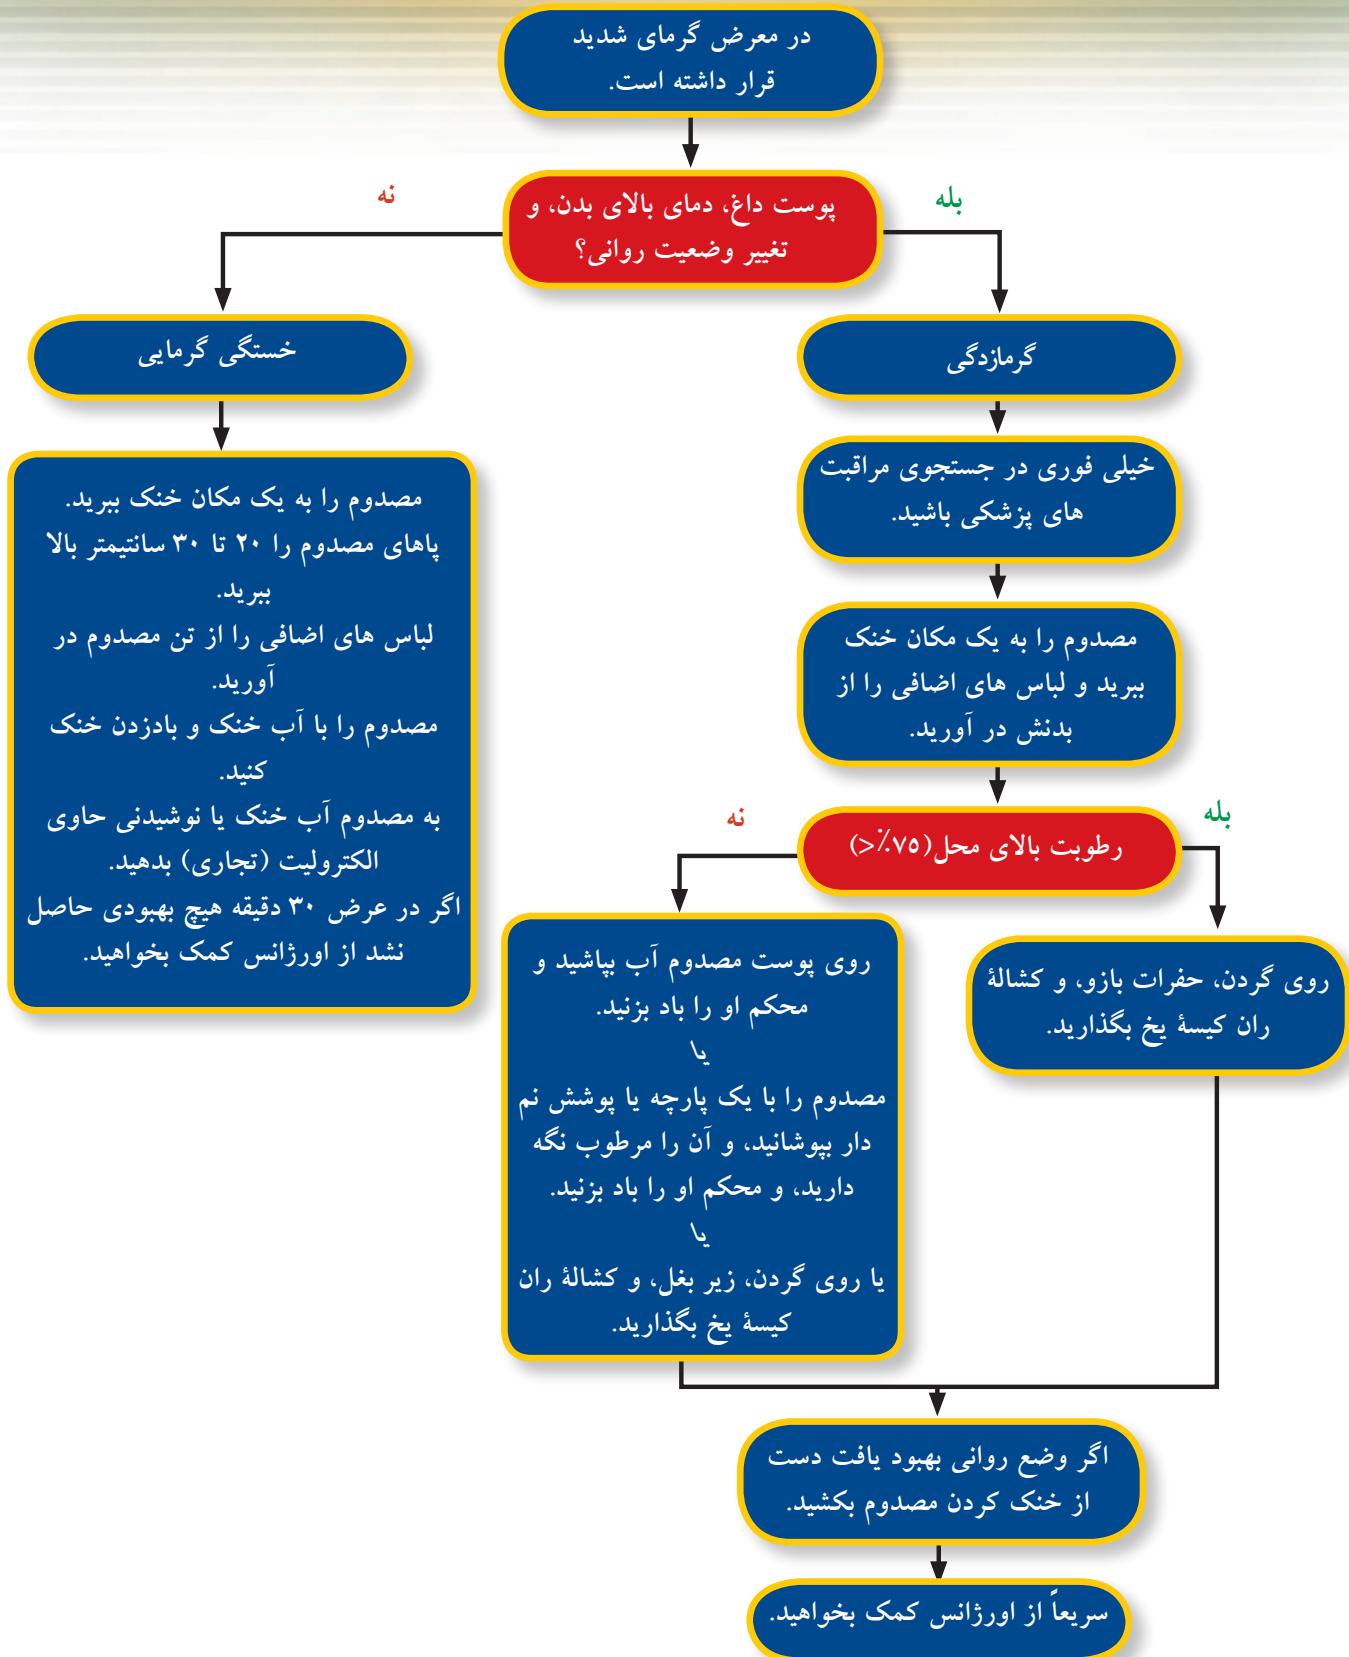 در معرض گرمای شدید
قرار داشته است.
بله
نه
پوست داغ، دمای بالای بدن، و
تغییر وضعیت روانی؟
گرمازدگی
خستگی گرمایی
خیلی فوری در جستجوی مراقبت
های پزشکی باشید.
مصدوم را به یک مکان خنک
ببرید و لباس های اضافی را از
بدنش در آورید.
مصدوم را به یک مکان خنک ببرید.
پاهای مصدوم را ۲۰ تا ۳۰ سانتیمتر بالا
ببرید.
لباس های اضافی را از تن مصدوم در
آورید.
مصدوم را با آب خنک و بادزدن خنک
کنید.
به مصدوم آب خنک یا نوشیدنی حاوی
الکترولیت (تجاری) بدهید.
اگر در عرض ۳۰ دقیقه هیچ بهبودی حاصل
نشد از اورژانس کمک بخواهید.
بله
نه
رطوبت بالای محل(۷۵٪<)
روی گردن، حفرات بازو، و کشالهٔ
ران کیسهٔ یخ بگذارید.
روی پوست مصدوم آب بپاشید و
محکم او را باد بزنید.
یا
مصدوم را با یک پارچه یا پوشش نم
دار بپوشانید، و آن را مرطوب نگه
دارید، و محکم او را باد بزنید.
یا
یا روی گردن، زیر بغل، و کشالهٔ ران
کیسهٔ یخ بگذارید.
اگر وضع روانی بهبود یافت دست
از خنک کردن مصدوم بکشید.
سریعاً از اورژانس کمک بخواهید.